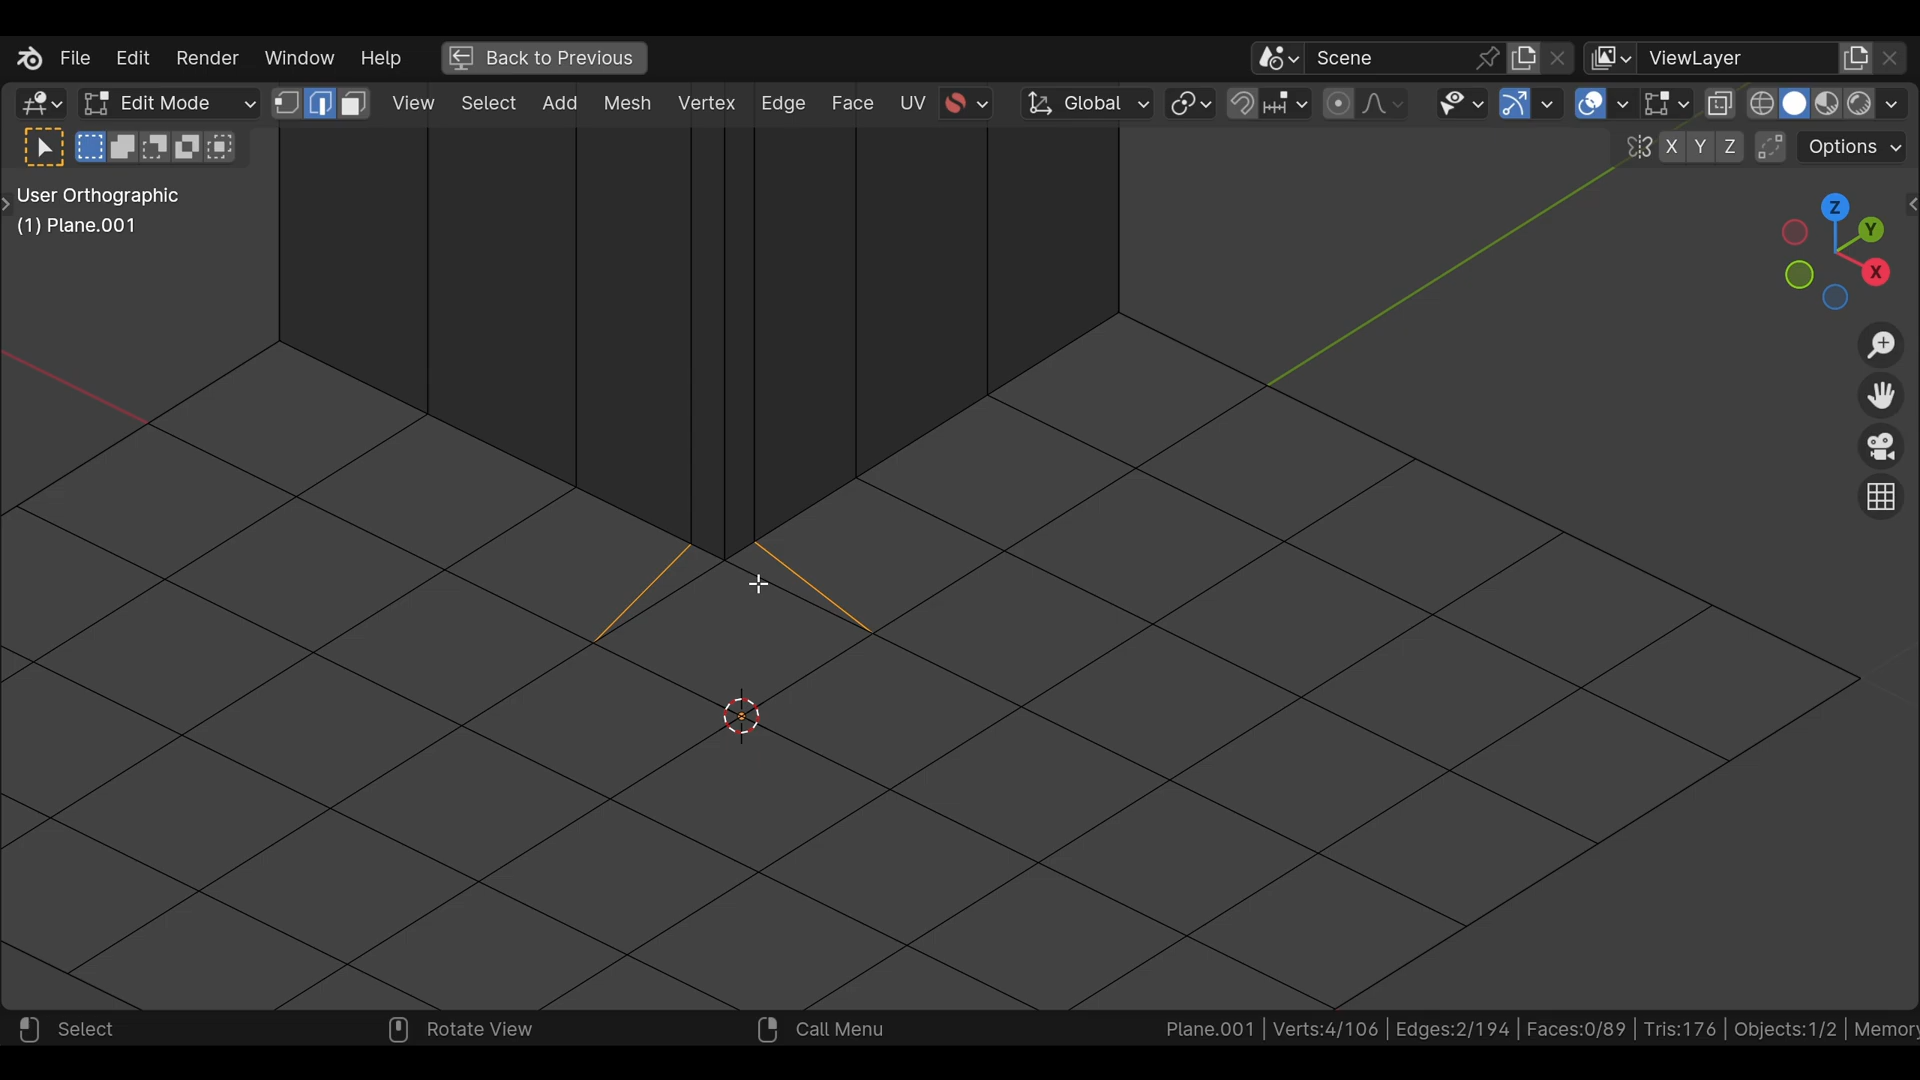 File Edit Render Window Help Back to Previous Scene ViewLayer
Edit Mode View Select Add Mesh Vertex Edge Face UV Global
X Y Z Options
User Orthographic
(1) Plane.001
Z
Y
X
Select Rotate View Call Menu Plane.001 | Verts:4/106 | Edges:2/194 | Faces:0/89 | Tris:176 | Objects:1/2 | Memory